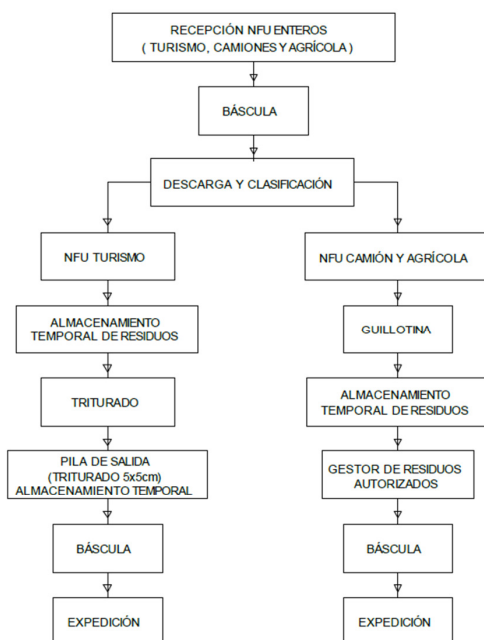 RECEPCIÓN NFU ENTEROS
( TURISMO, CAMIONES Y AGRÍCOLA )
BÁSCULA
DESCARGA Y CLASIFICACIÓN
NFU TURISMO
ALMACENAMIENTO
TEMPORAL DE RESIDUOS
TRITURADO
PILA DE SALIDA
(TRITURADO 5x5cm)
ALMACENAMIENTO TEMPORAL
BÁSCULA
EXPEDICIÓN
NFU CAMIÓN Y AGRÍCOLA
GUILLOTINA
ALMACENAMIENTO
TEMPORAL DE RESIDUOS
GESTOR DE RESIDUOS
AUTORIZADOS
BÁSCULA
EXPEDICIÓN